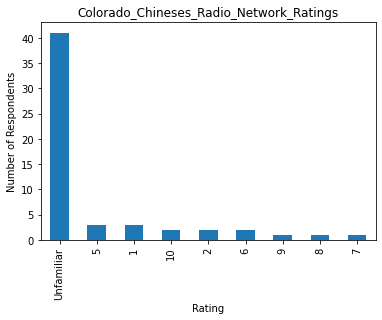 Colorado_Chineses_Radio_Network_Ratings
Number of Respondents
40
35
30
25
20
15
10
5
0
Unfamiliar 5 1 10 2 6 9 8 7
Rating